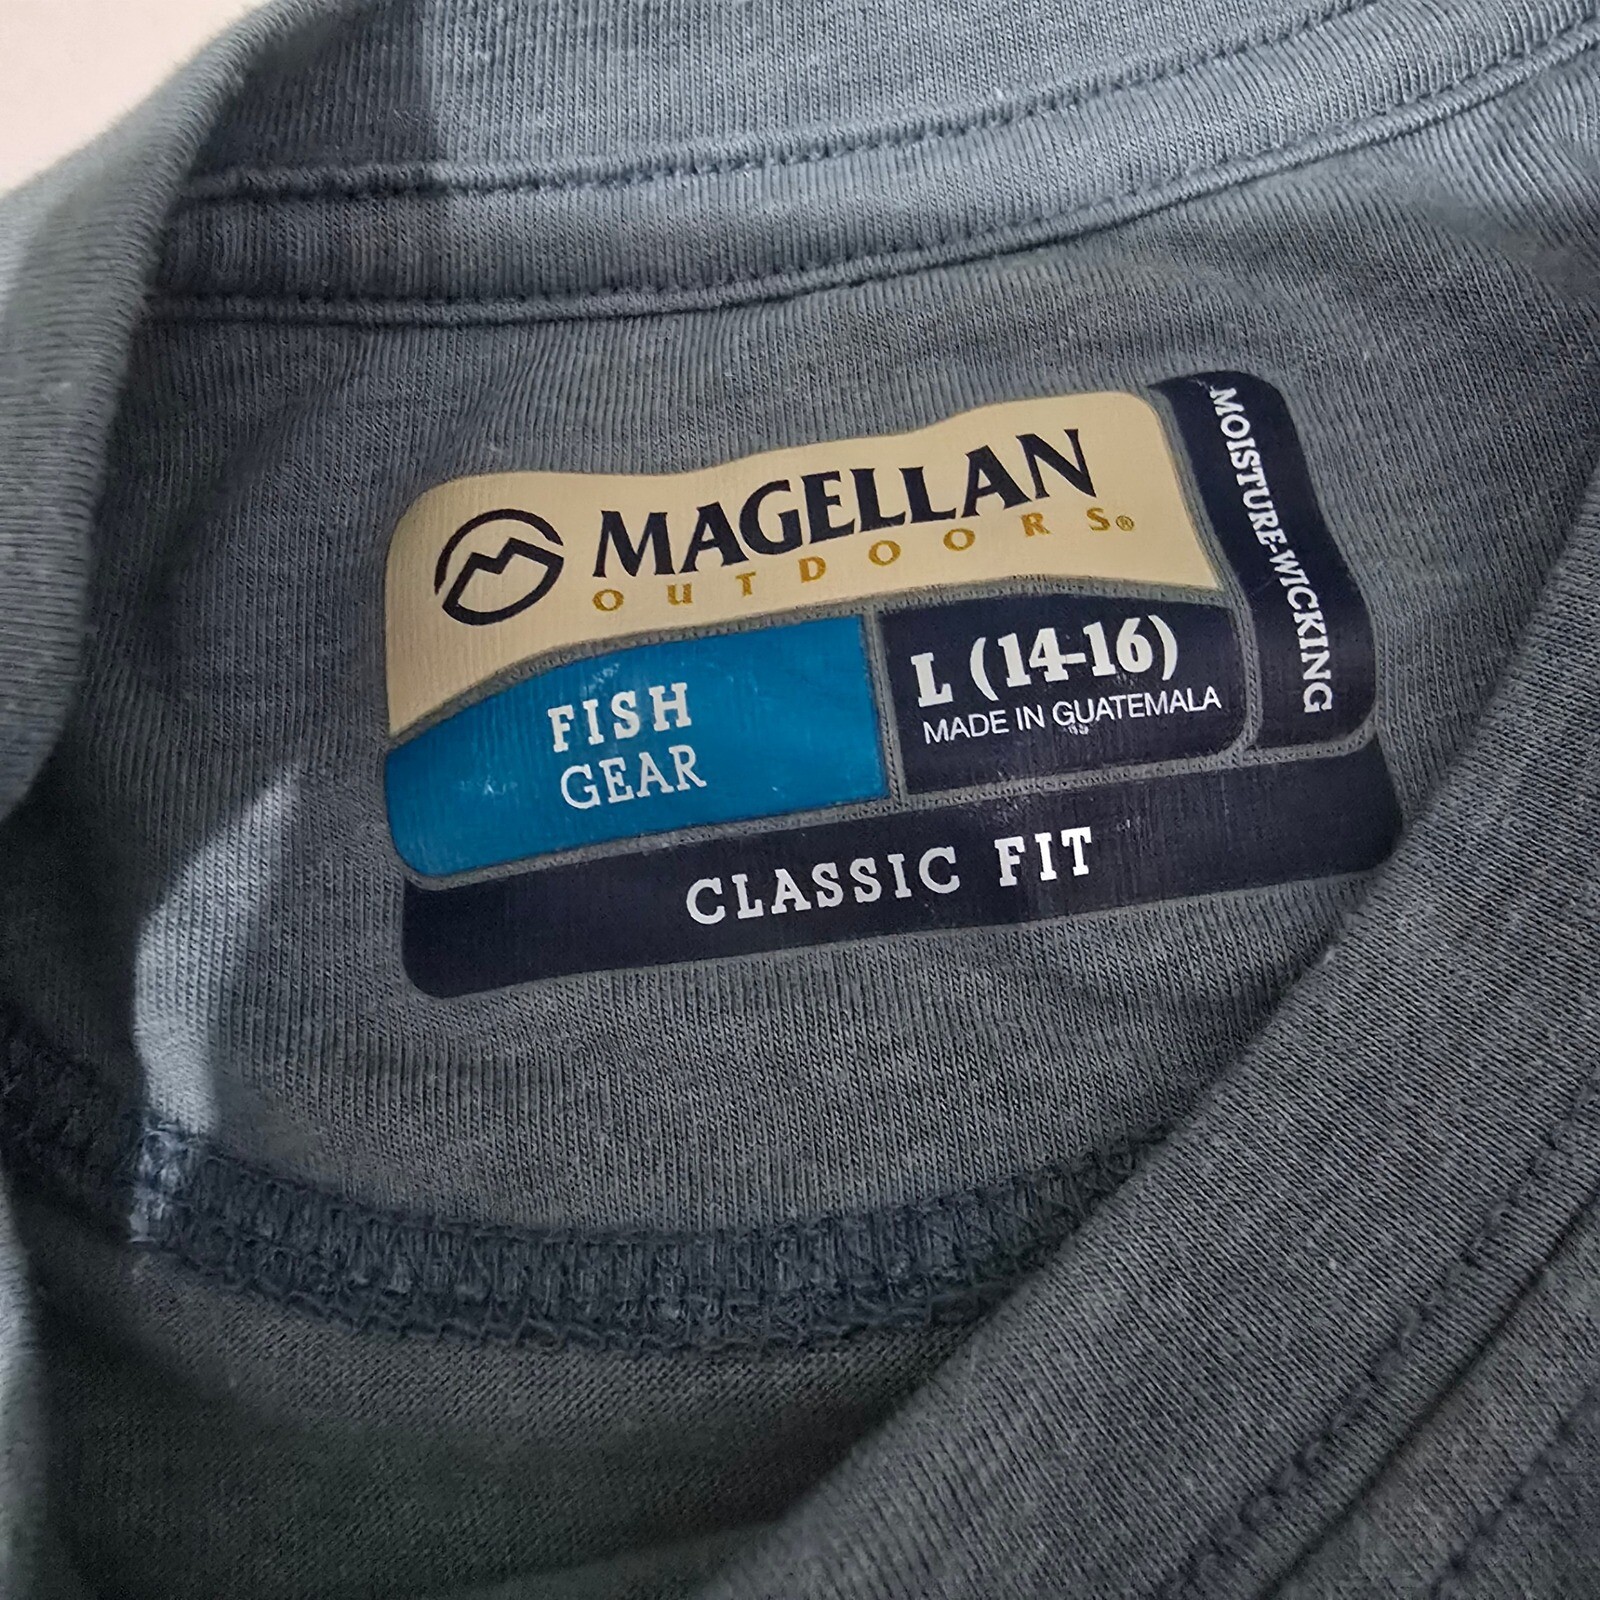 MAGELLAN
OUTDOORS®
MOISTURE-WICKING
FISH
GEAR
L (14-16)
MADE IN GUATEMALA
CLASSIC FIT